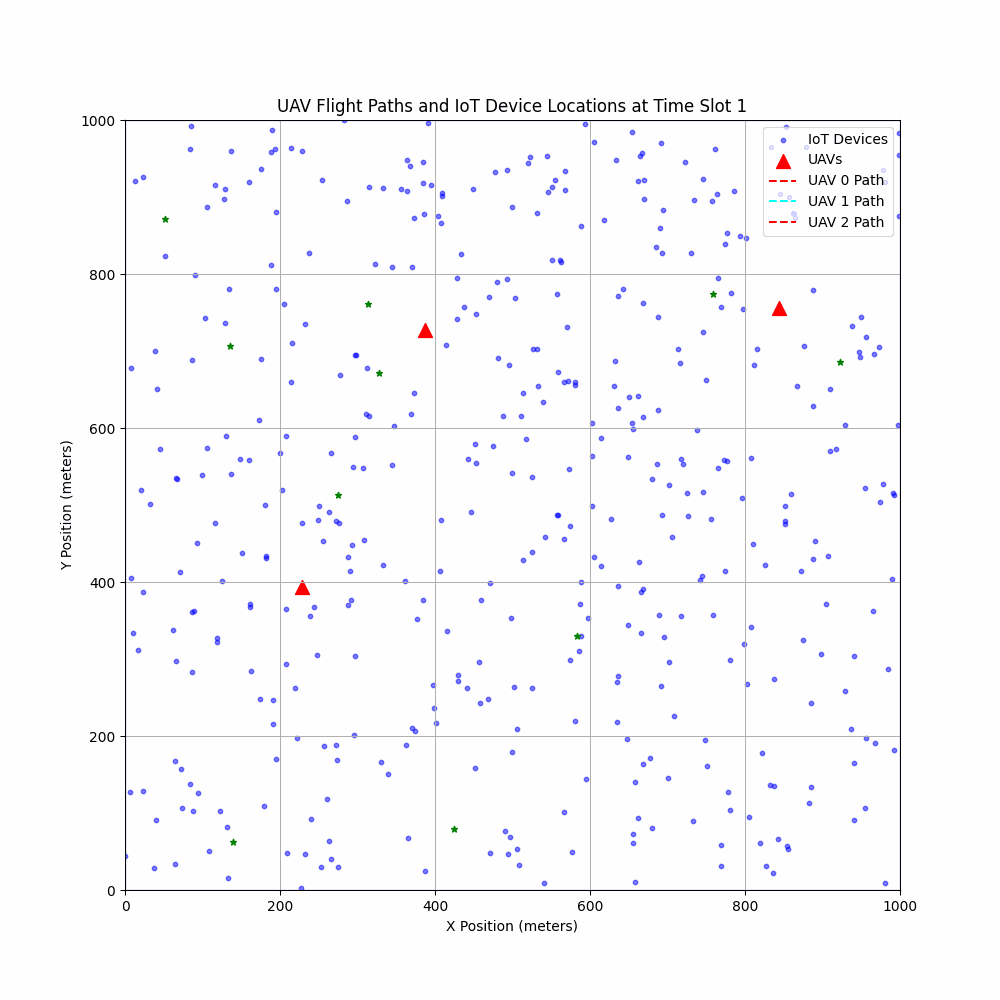 UAV Flight Paths and IoT Device Locations at Time Slot 1
1000
800
600
400
200
0
Y Position (meters)
IoT Devices
UAVs
UAV 0 Path
UAV 1 Path
UAV 2 Path
0 200 400 600 800 1000
X Position (meters)